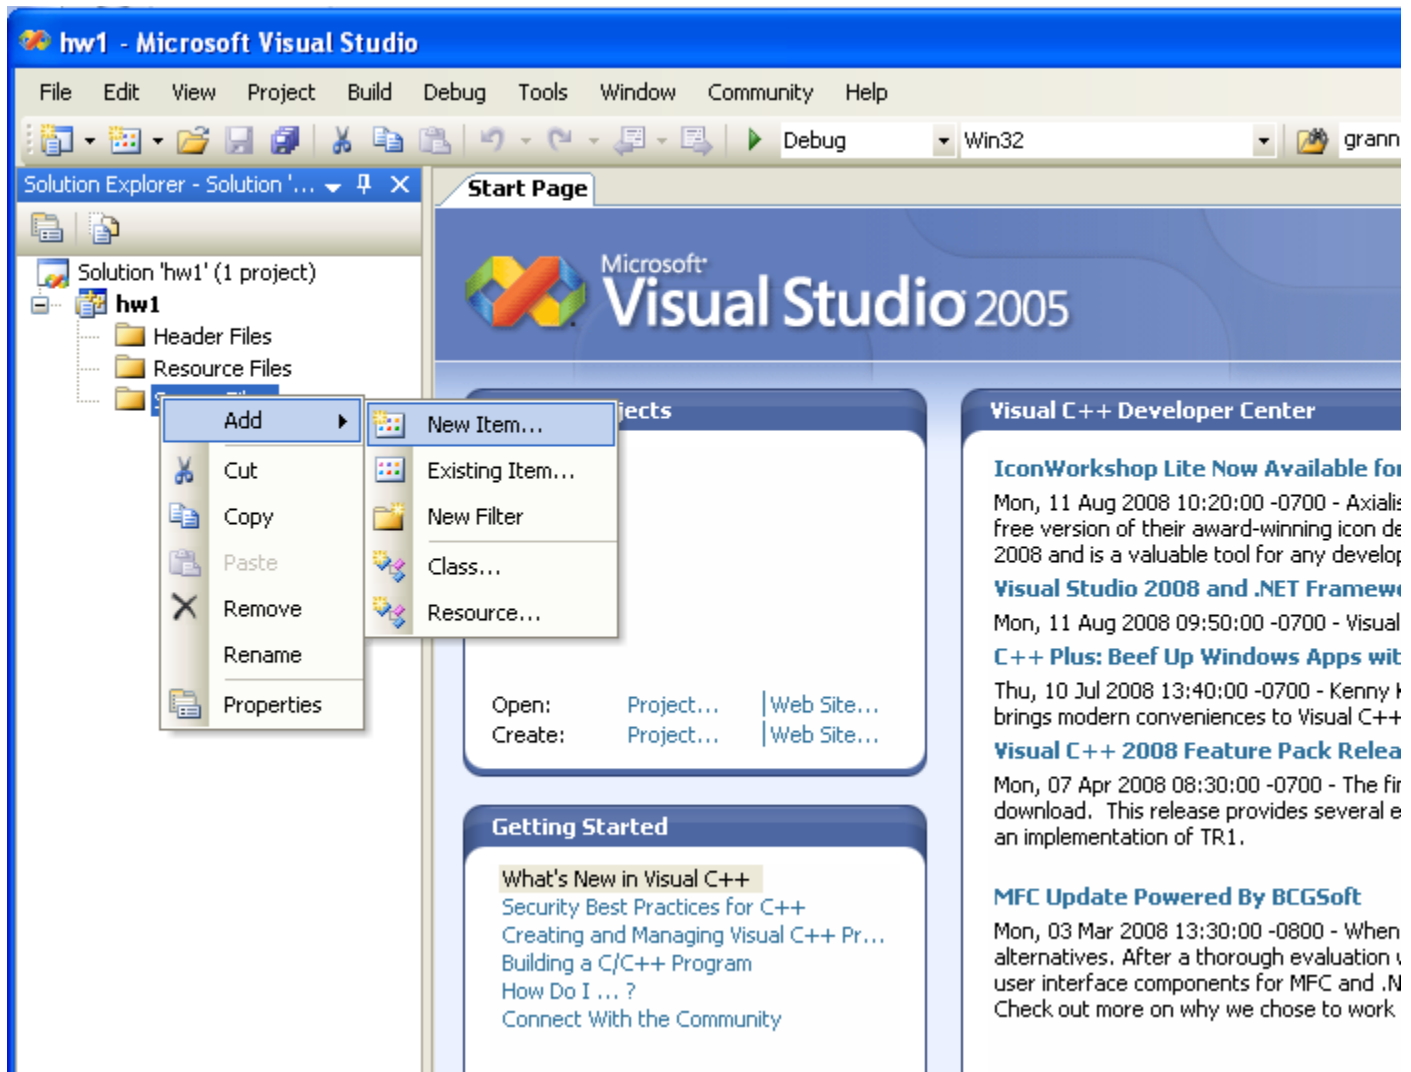 hw1 - Microsoft Visual Studio
File Edit View Project Build Debug Tools Window Community Help
Debug Win32 grann
Solution Explorer - Solution '...
Start Page
Solution 'hw1' (1 project)
hw1
Header Files
Resource Files
Microsoft
Visual Studio 2005
Add
Cut
Copy
Paste
Remove
Rename
Properties
New Item...
Existing Item...
New Filter
Class...
Resource...
jects
Open: Project... Web Site...
Create: Project... Web Site...
Getting Started
What's New in Visual C++
Security Best Practices for C++
Creating and Managing Visual C++ Pr...
Building a C/C++ Program
How Do I ... ?
Connect With the Community
Visual C++ Developer Center
IconWorkshop Lite Now Available for
Mon, 11 Aug 2008 10:20:00 -0700 - Axialis
free version of their award-winning icon de
2008 and is a valuable tool for any develop
Visual Studio 2008 and .NET Framewo
Mon, 11 Aug 2008 09:50:00 -0700 - Visual
C++ Plus: Beef Up Windows Apps wit
Thu, 10 Jul 2008 13:40:00 -0700 - Kenny K
brings modern conveniences to Visual C++
Visual C++ 2008 Feature Pack Relea
Mon, 07 Apr 2008 08:30:00 -0700 - The fir
download. This release provides several e
an implementation of TR1.
MFC Update Powered By BCGSoft
Mon, 03 Mar 2008 13:30:00 -0800 - When
alternatives. After a thorough evaluation
user interface components for MFC and .N
Check out more on why we chose to work